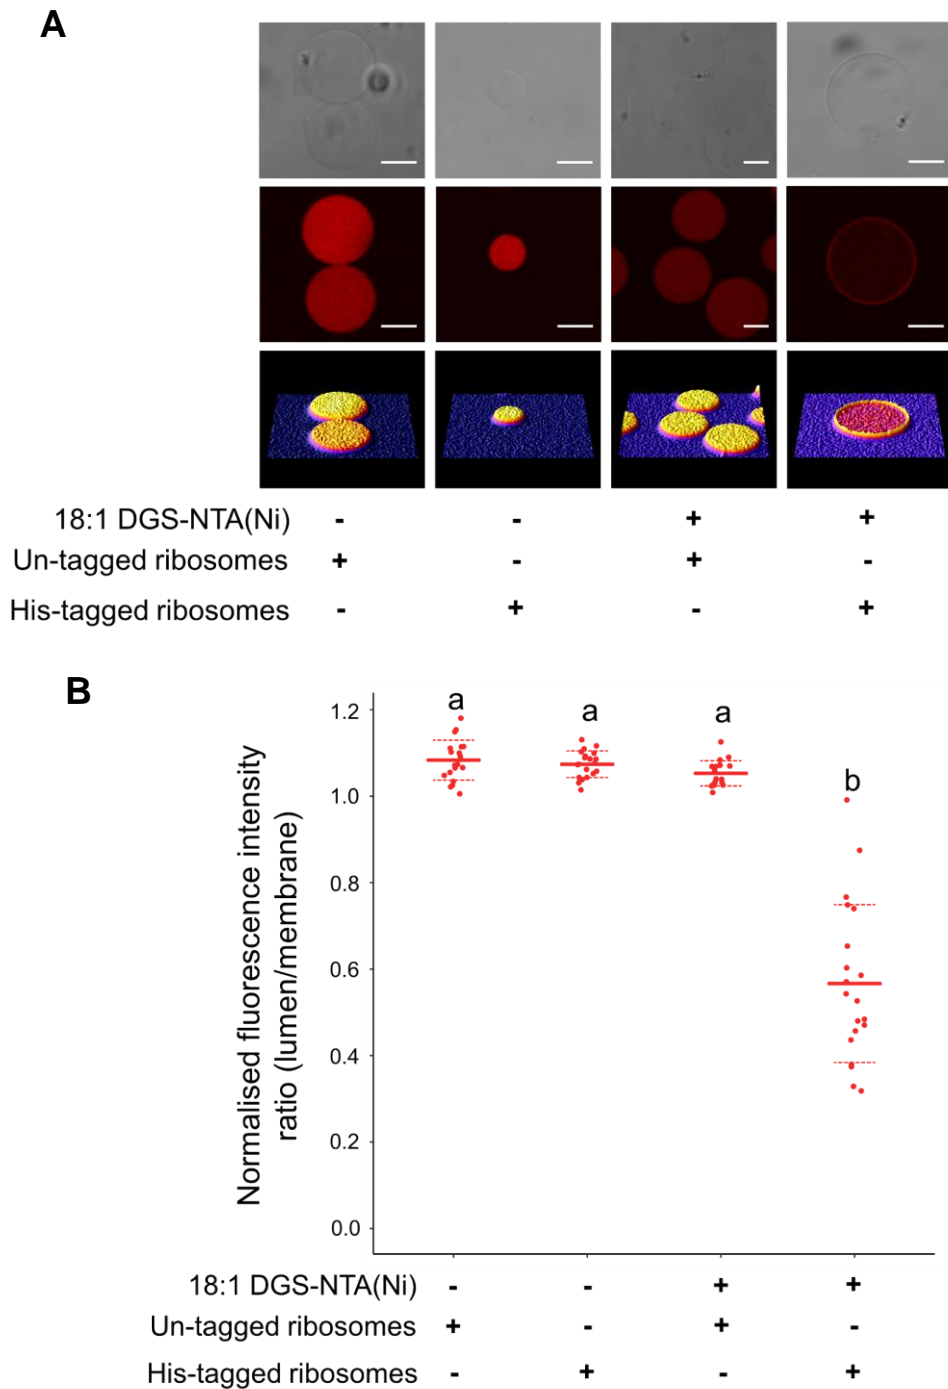 A
18:1 DGS-NTA(Ni) - - + +
Un-tagged ribosomes + - + -
His-tagged ribosomes - + - +
B
Normalised fluorescence intensity
ratio (lumen/membrane)
1.2
1.0
0.8
0.6
0.4
0.2
0.0
a
a
a
b
18:1 DGS-NTA(Ni) - - + +
Un-tagged ribosomes + - + -
His-tagged ribosomes - + - +